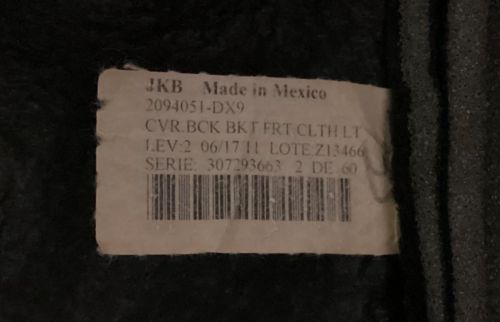 JKB Made in Mexico
2094051-DX9
CVR.BCK BKT FRT CLTH LT
LEV:2 06/17 11 LOTE:Z13466
SERIE: 307293663 2 DE 60